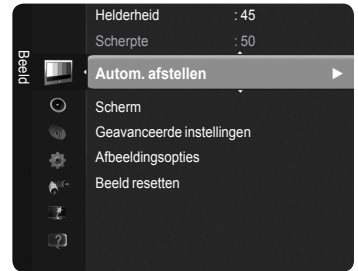 Beeld
Helderheid : 45
Scherpte : 50
Autom. afstellen
Scherm
Geavanceerde instellingen
Afbeeldingsopties
Beeld resetten